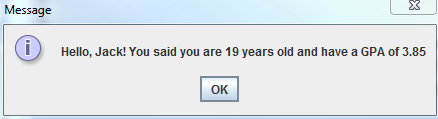 Message
Hello, Jack! You said you are 19 years old and have a GPA of 3.85
OK